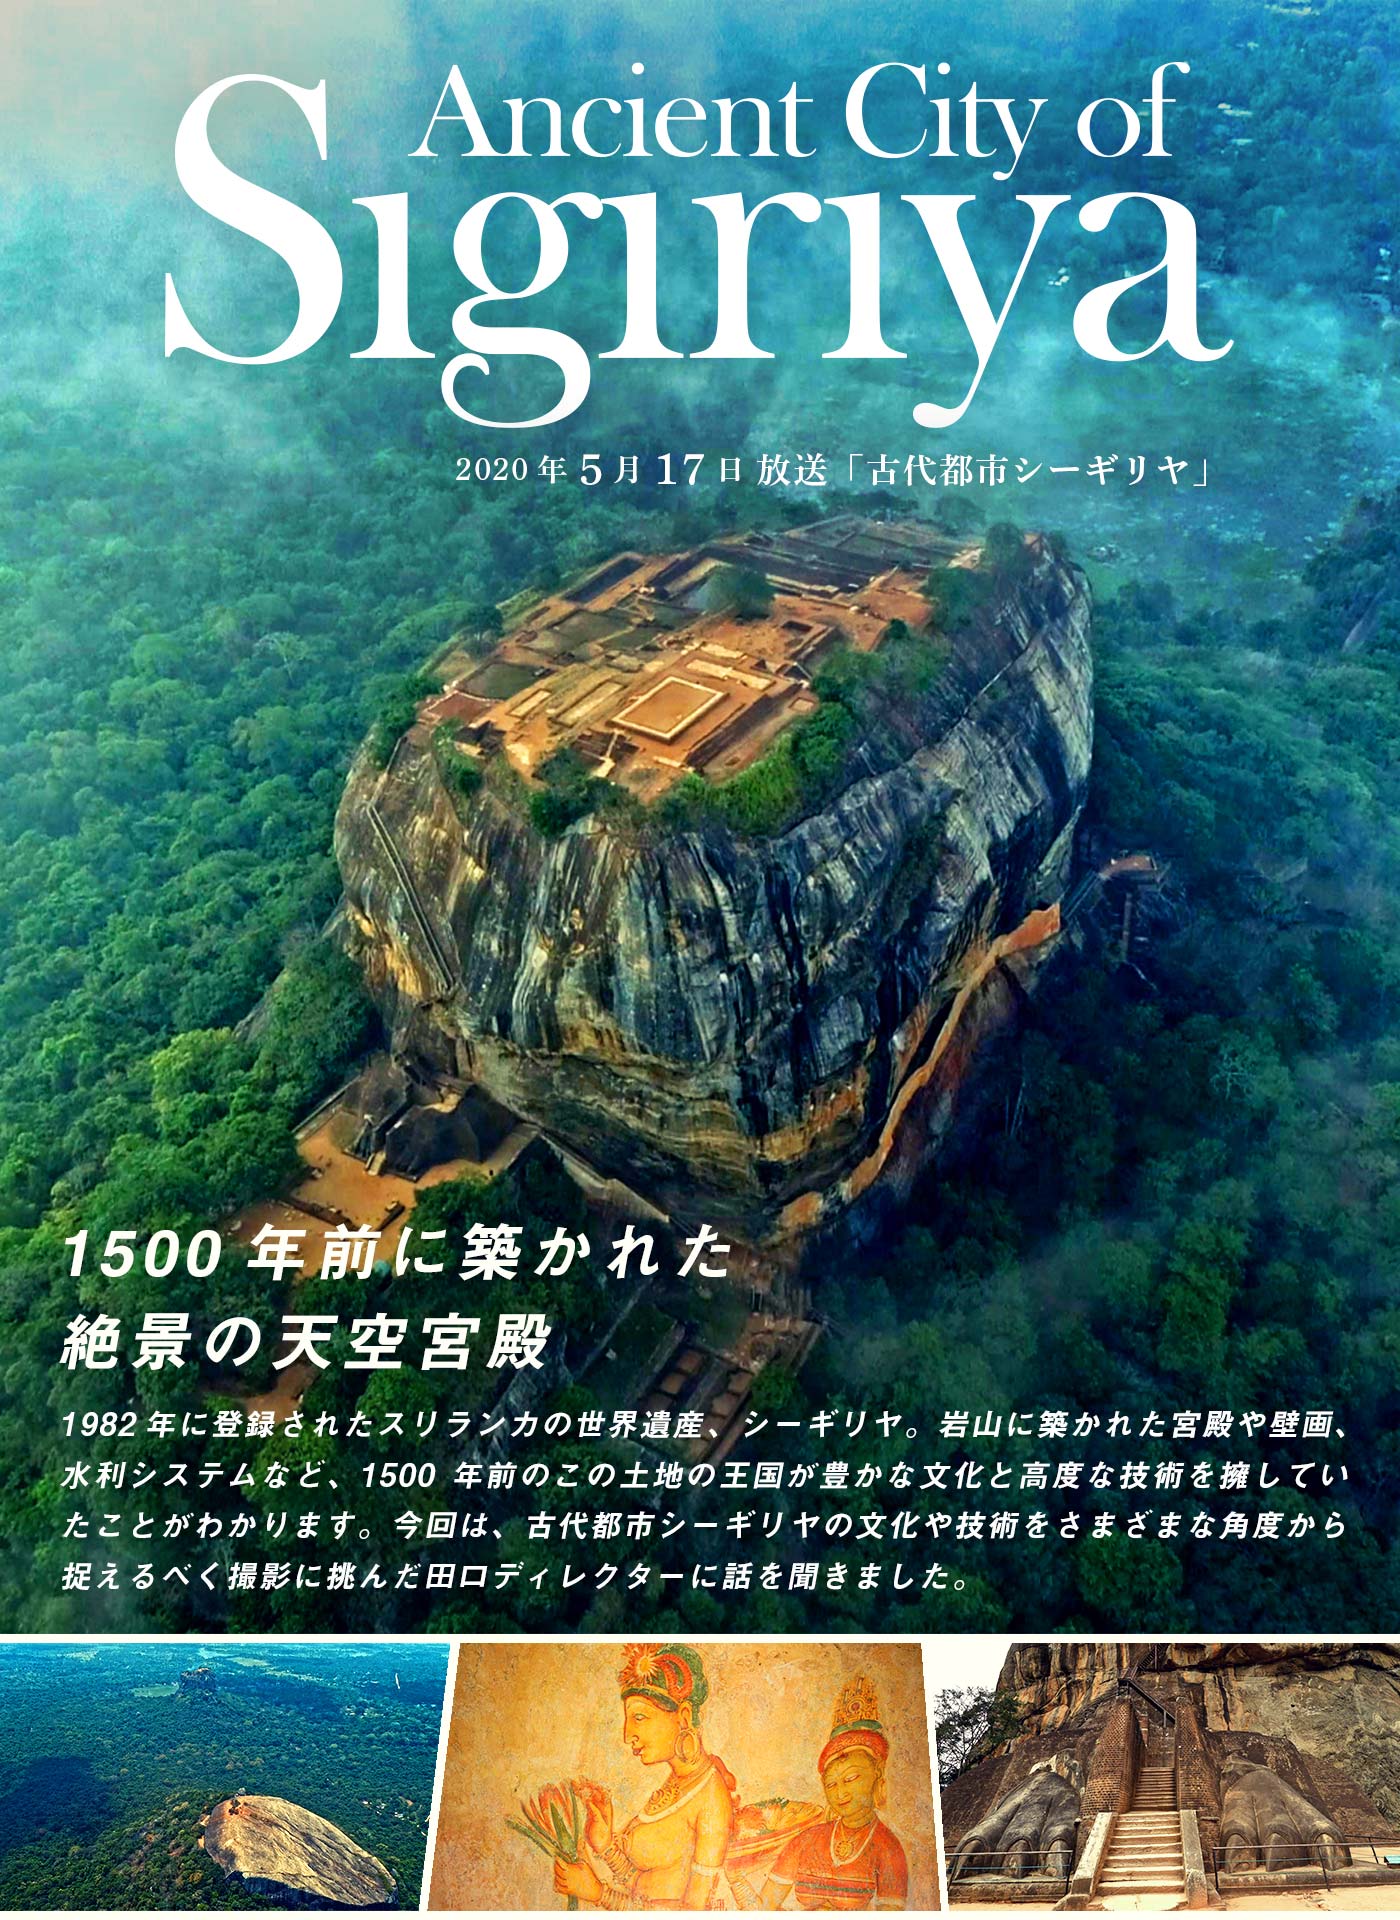 Ancient City of
Sigiriya
2020年5月17日 放送「古代都市シーギリヤ」
1500年前に築かれた
絶景の天空宮殿
1982年に登録されたスリランカの世界遺産、シーギリヤ。岩山に築かれた宮殿や壁画、
水利システムなど、1500 年前のこの土地の王国が豊かな文化と高度な技術を擁してい
たことがわかります。今回は、古代都市シーギリヤの文化や技術をさまざまな角度から
捉えるべく撮影に挑んだ田口ディレクターに話を聞きました。